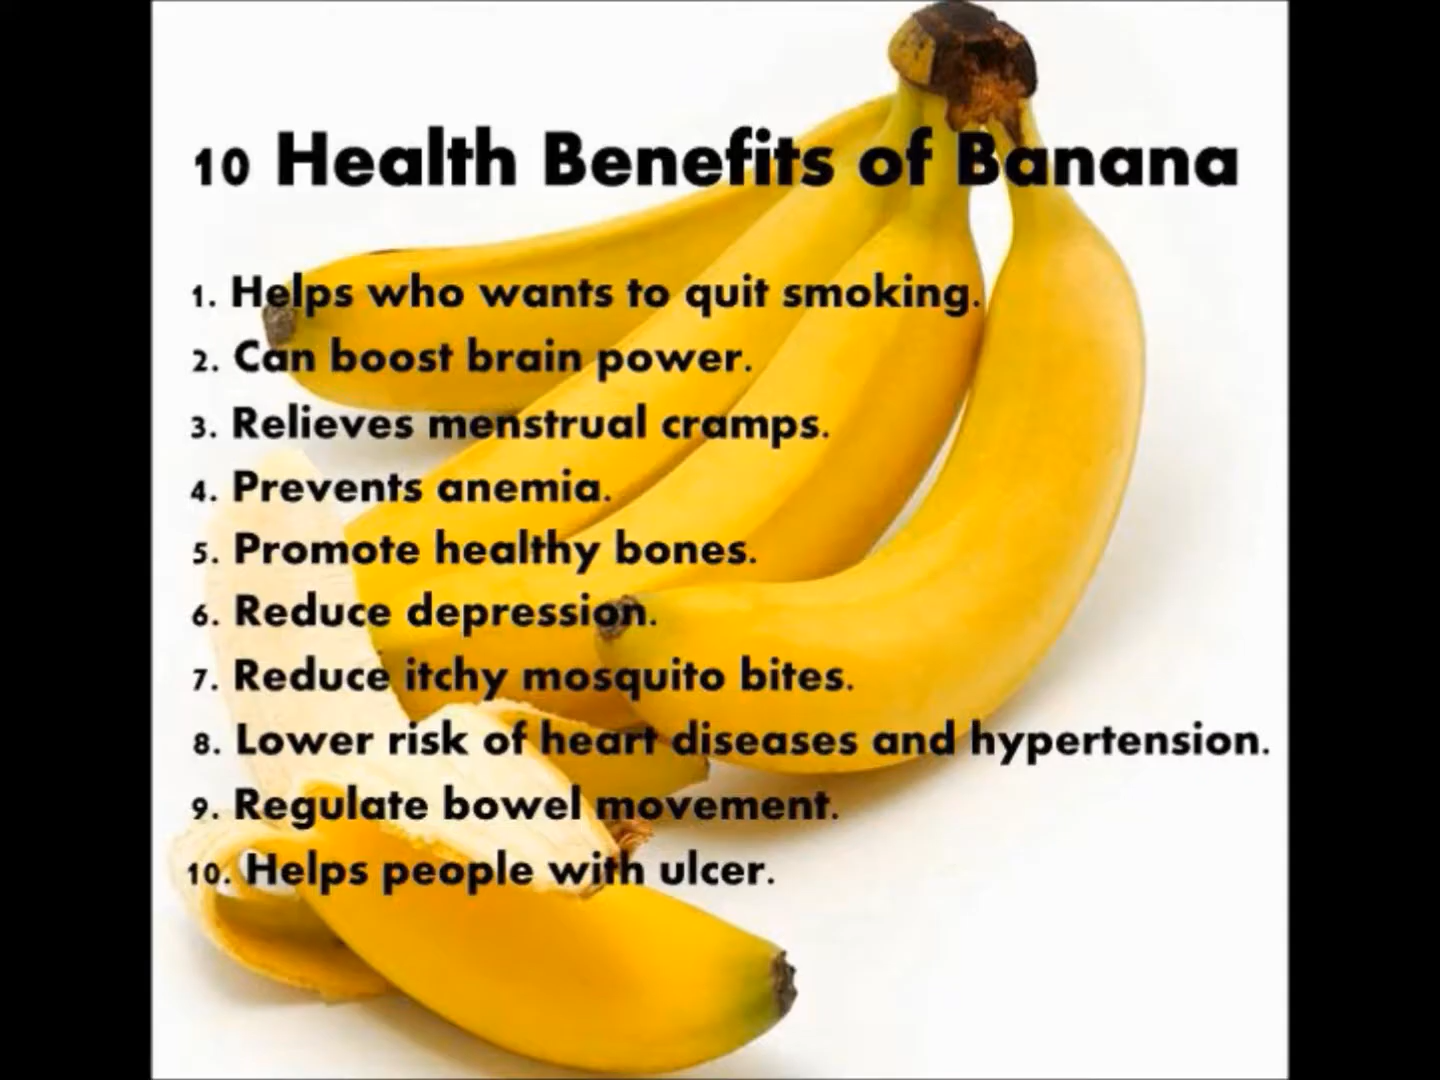 10 Health Benefits of Banana
1. Helps who wants to quit smoking.
2. Can boost brain power.
3. Relieves menstrual cramps.
4. Prevents anemia.
5. Promote healthy bones.
6. Reduce depression.
7. Reduce itchy mosquito bites.
8. Lower risk of heart diseases and hypertension.
9. Regulate bowel movement.
10. Helps people with ulcer.